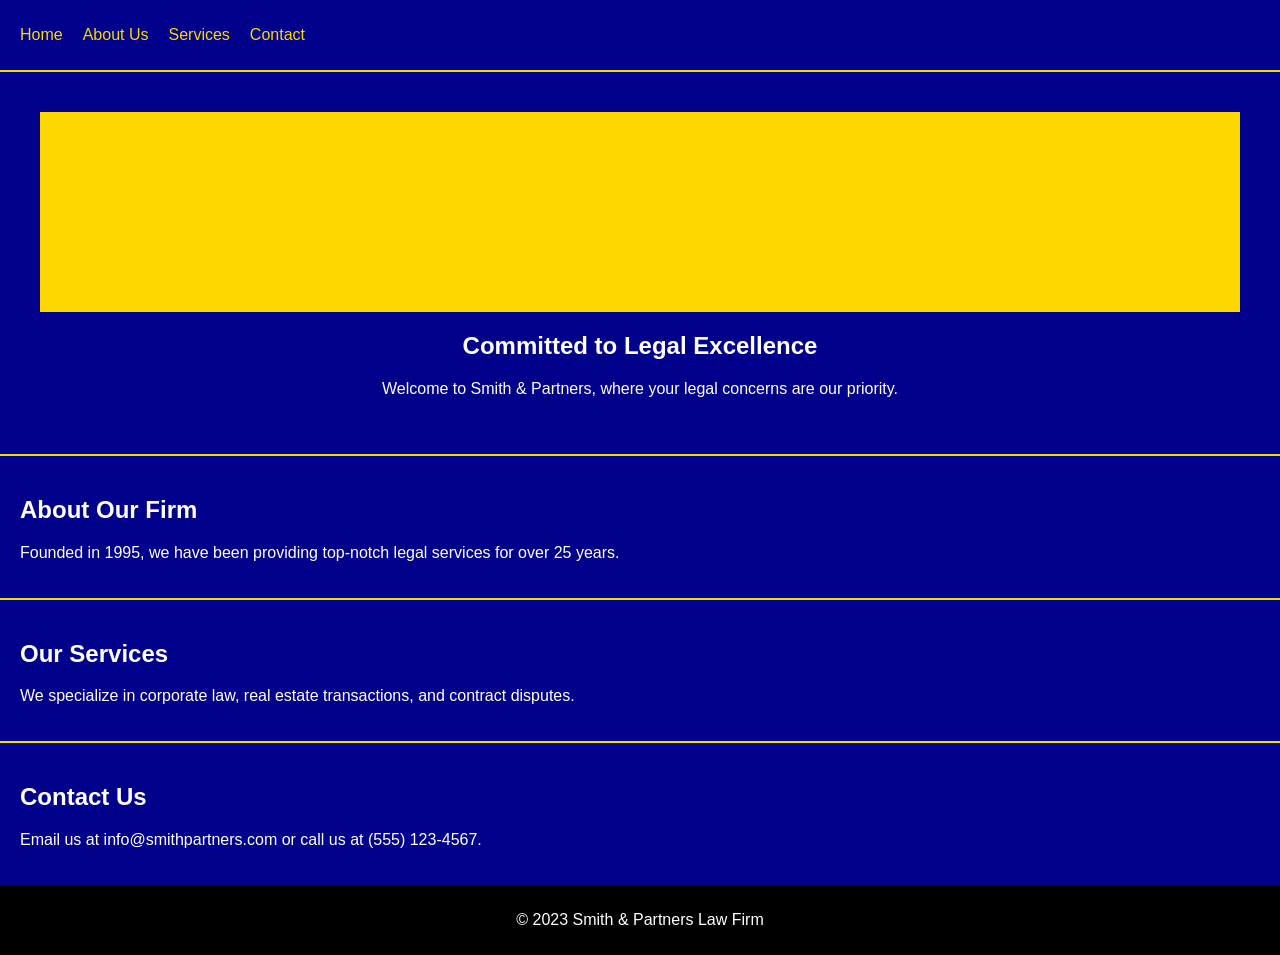 Home About Us Services Contact
Committed to Legal Excellence
Welcome to Smith & Partners, where your legal concerns are our priority.
About Our Firm
Founded in 1995, we have been providing top-notch legal services for over 25 years.
Our Services
We specialize in corporate law, real estate transactions, and contract disputes.
Contact Us
Email us at info@smithpartners.com or call us at (555) 123-4567.
© 2023 Smith & Partners Law Firm